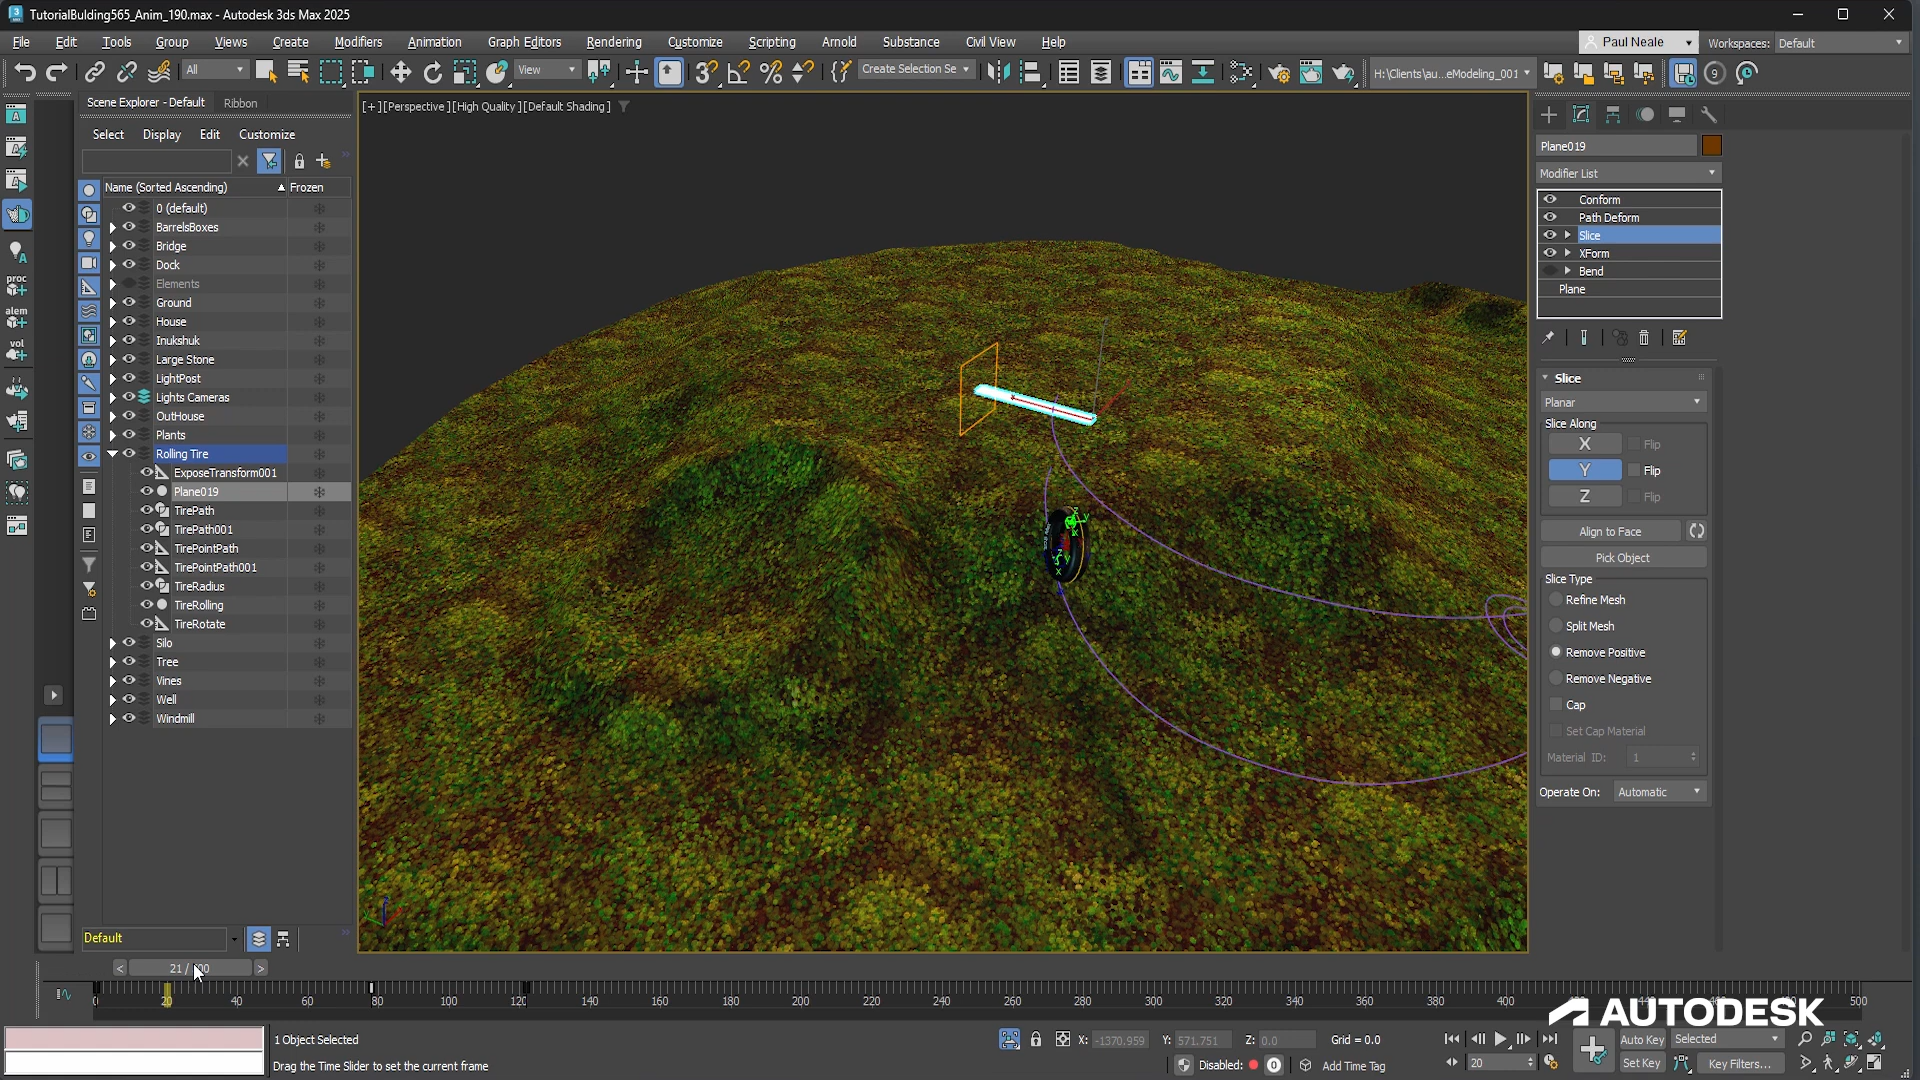 TutorialBulding565_Anim_190.max - Autodesk 3ds Max 2025
File Edit Tools Group Views Create Modifiers Animation Graph Editors Rendering Customize Scripting Arnold Substance Civil View Help
Paul Neale
Workspaces: Default
All
View
Create Selection Se
H:\Clients\au...eModeling_001
Scene Explorer - Default
Ribbon
Select Display Edit Customize
Name (Sorted Ascending)
Frozen
0 (default)
BarrelsBoxes
Bridge
Dock
Elements
Ground
House
Inukshuk
Large Stone
LightPost
Lights Cameras
OutHouse
Plants
Rolling Tire
ExposeTransform001
Plane019
TirePath
TirePath001
TirePointPath
TirePointPath001
TireRadius
TireRolling
TireRotate
Silo
Tree
Vines
Well
Windmill
proc
alem
vol
Default
[+][Perspective][High Quality][Default Shading]
Plane019
Modifier List
Conform
Path Deform
Slice
XForm
Bend
Plane
Slice
Planar
Slice Along
X Flip
Y Flip
Z Flip
Align to Face
Pick Object
Slice Type
Refine Mesh
Split Mesh
Remove Positive
Remove Negative
Cap
Set Cap Material
Material ID: 1
Operate On: Automatic
0 20 40 60 80 100 120 140 160 180 200 220 240 260 280 300 320 340 360 380 400 500
AUTODESK
1 Object Selected
Drag the Time Slider to set the current frame
X: -1370.959 Y: 571.751 Z: 0.0 Grid = 0.0
Disabled: 0 Add Time Tag
20
Auto Key Selected
Set Key Key Filters...